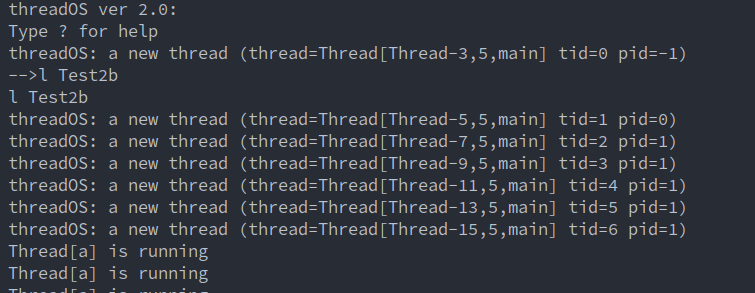 threadOS ver 2.0:
Type ? for help
threadOS: a new thread (thread=Thread[Thread-3,5,main] tid=0 pid=-1)
-->l Test2b
l Test2b
threadOS: a new thread (thread=Thread[Thread-5,5,main] tid=1 pid=0)
threadOS: a new thread (thread=Thread[Thread-7,5,main] tid=2 pid=1)
threadOS: a new thread (thread=Thread[Thread-9,5,main] tid=3 pid=1)
threadOS: a new thread (thread=Thread[Thread-11,5,main] tid=4 pid=1)
threadOS: a new thread (thread=Thread[Thread-13,5,main] tid=5 pid=1)
threadOS: a new thread (thread=Thread[Thread-15,5,main] tid=6 pid=1)
Thread[a] is running
Thread[a] is running
Thread[a] is running